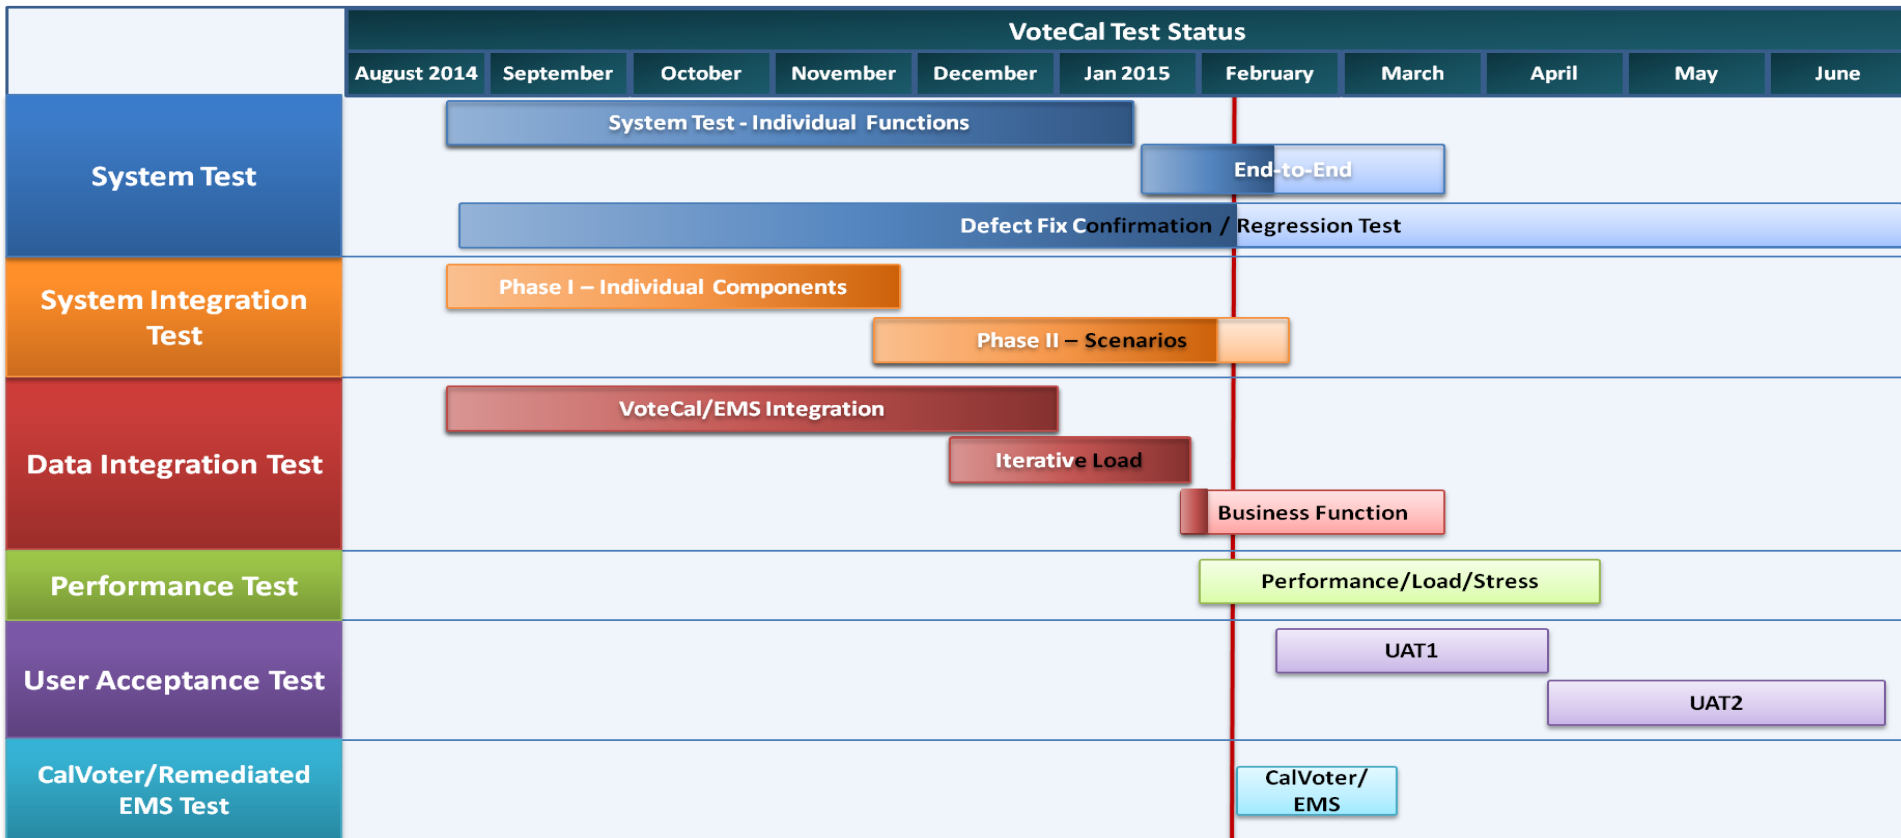 VoteCal Test Status
August 2014 September October November December Jan 2015 February March April May June
System Test
System Test - Individual Functions
End-to-End
Defect Fix Confirmation / Regression Test
System Integration
Test
Phase I – Individual Components
Phase II – Scenarios
Data Integration Test
VoteCal/EMS Integration
Iterative Load
Business Function
Performance Test
Performance/Load/Stress
User Acceptance Test
UAT1
UAT2
CalVoter/Remediated
EMS Test
CalVoter/
EMS